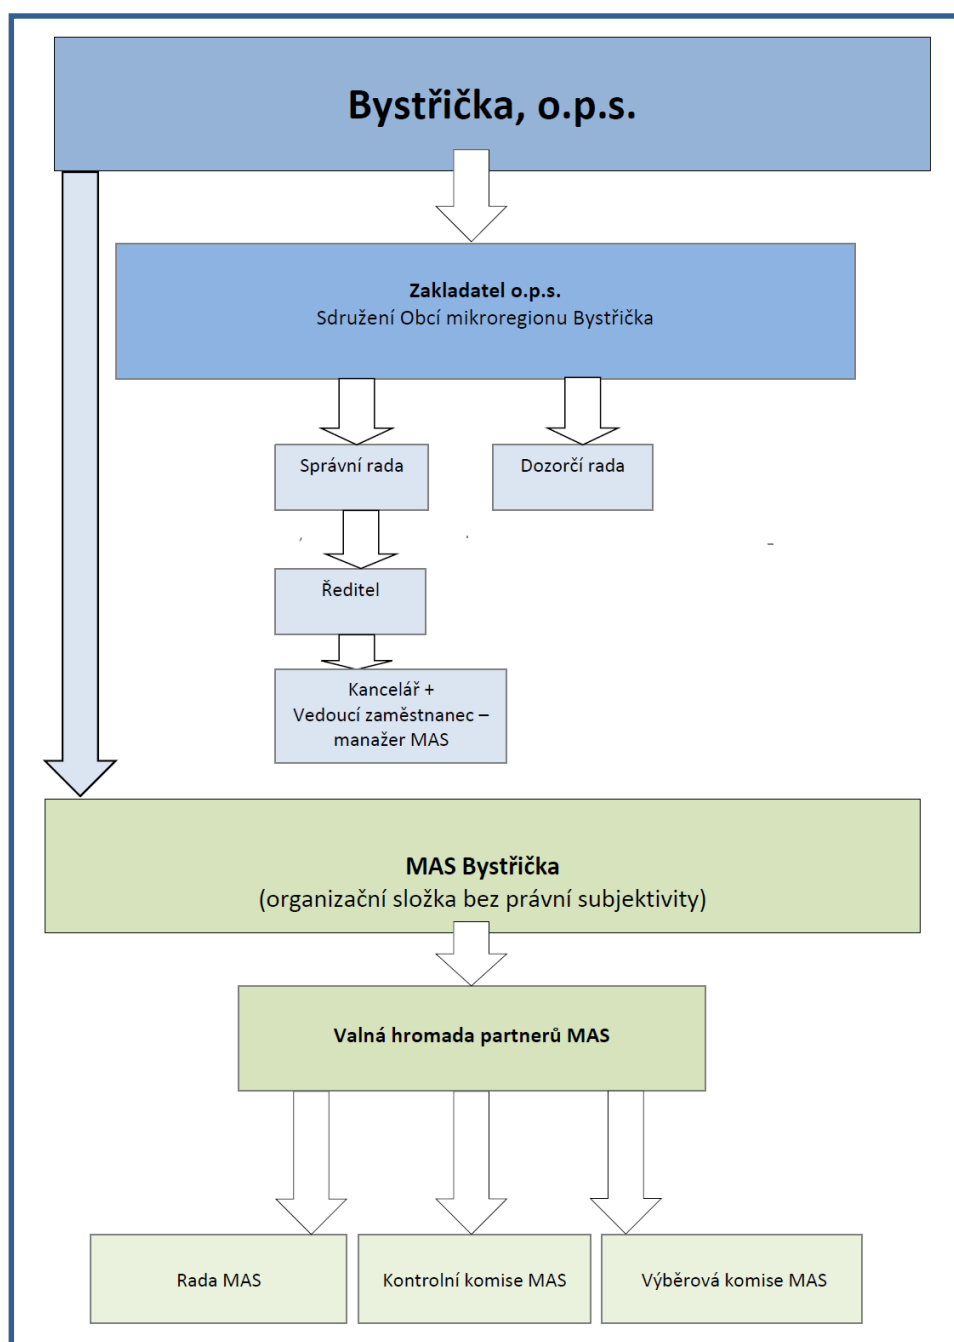 Bystřička, o.p.s.
Zakladatel o.p.s.
Sdružení Obcí mikroregionu Bystřička
Správní rada
Dozorčí rada
Ředitel
Kancelář +
Vedoucí zaměstnanec –
manažer MAS
MAS Bystřička
(organizační složka bez právní subjektivity)
Valná hromada partnerů MAS
Rada MAS
Kontrolní komise MAS
Výběrová komise MAS